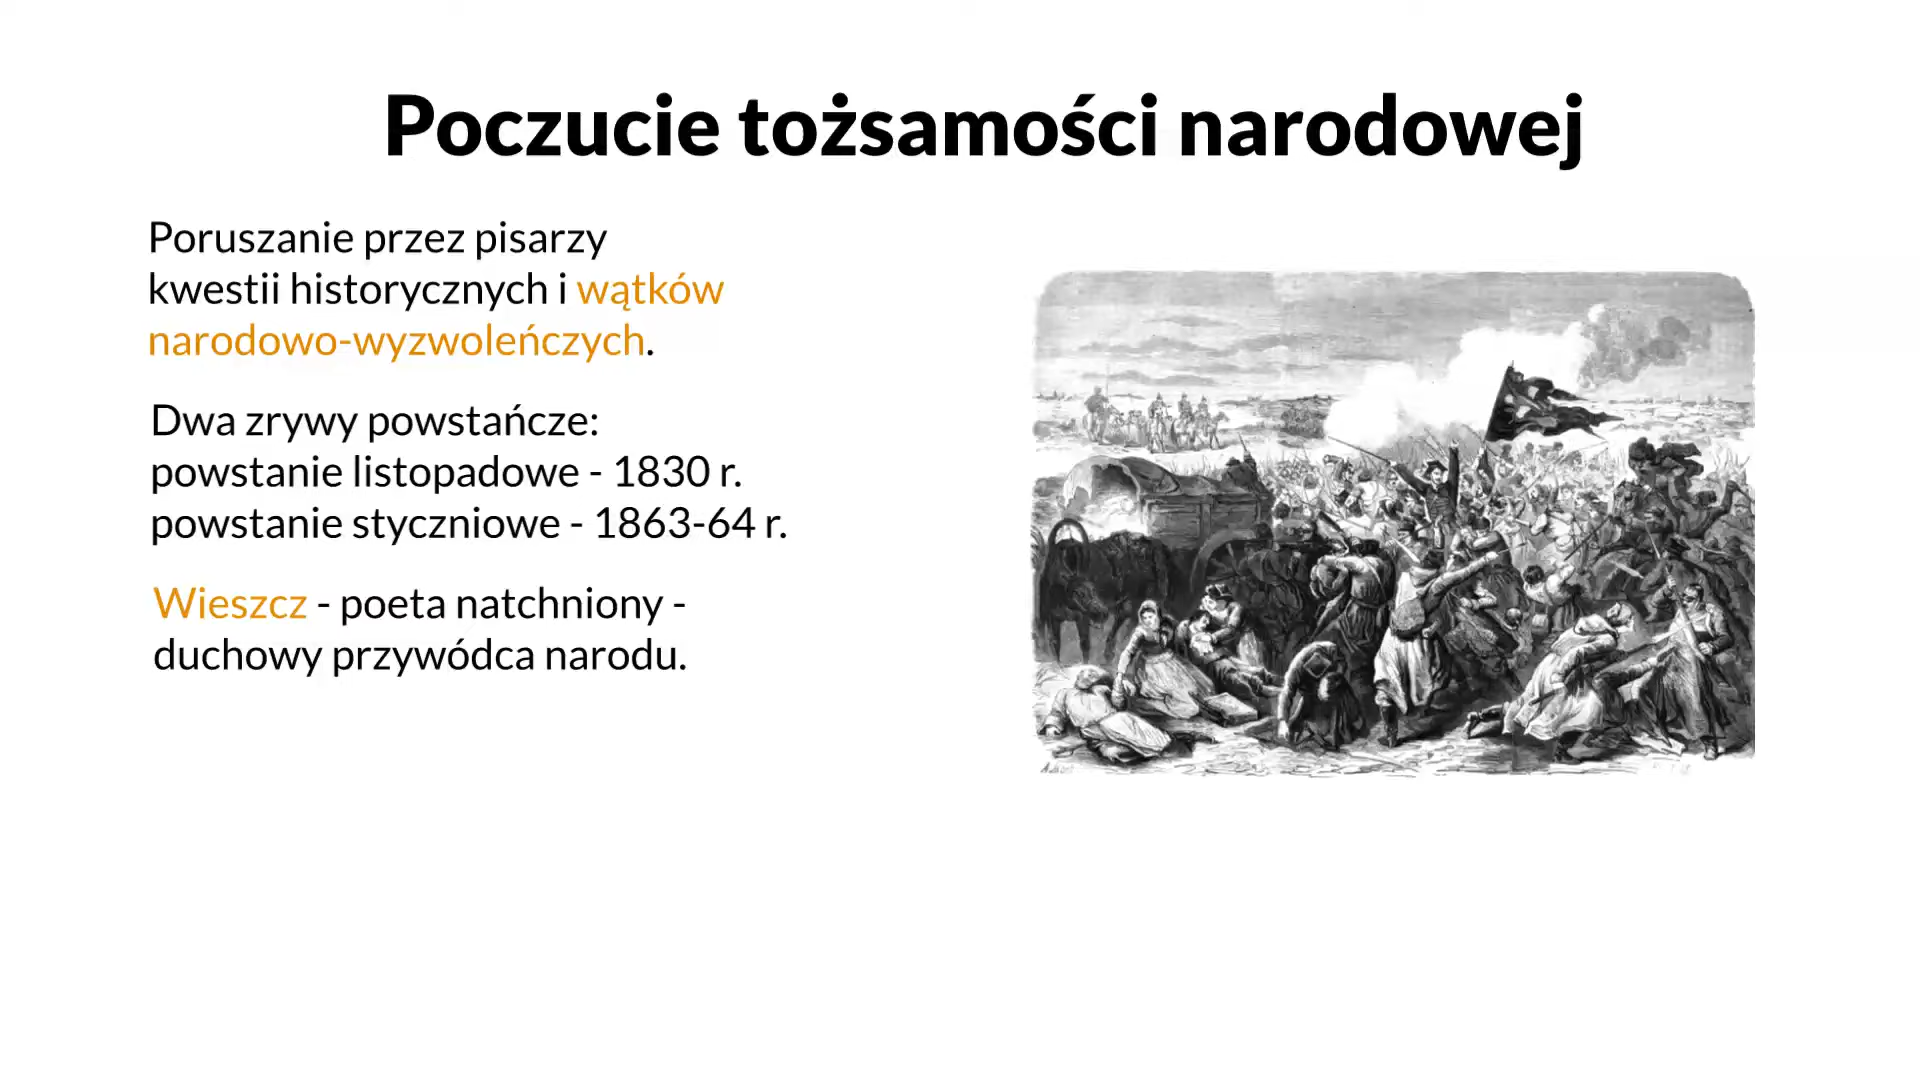 Poczucie tożsamości narodowej
Poruszanie przez pisarzy
kwestii historycznych i wątków
narodowo-wyzwoleńczych.
Dwa zrywy powstańcze:
powstanie listopadowe - 1830 r.
powstanie styczniowe - 1863-64 r.
Wieszcz - poeta natchniony -
duchowy przywódca narodu.